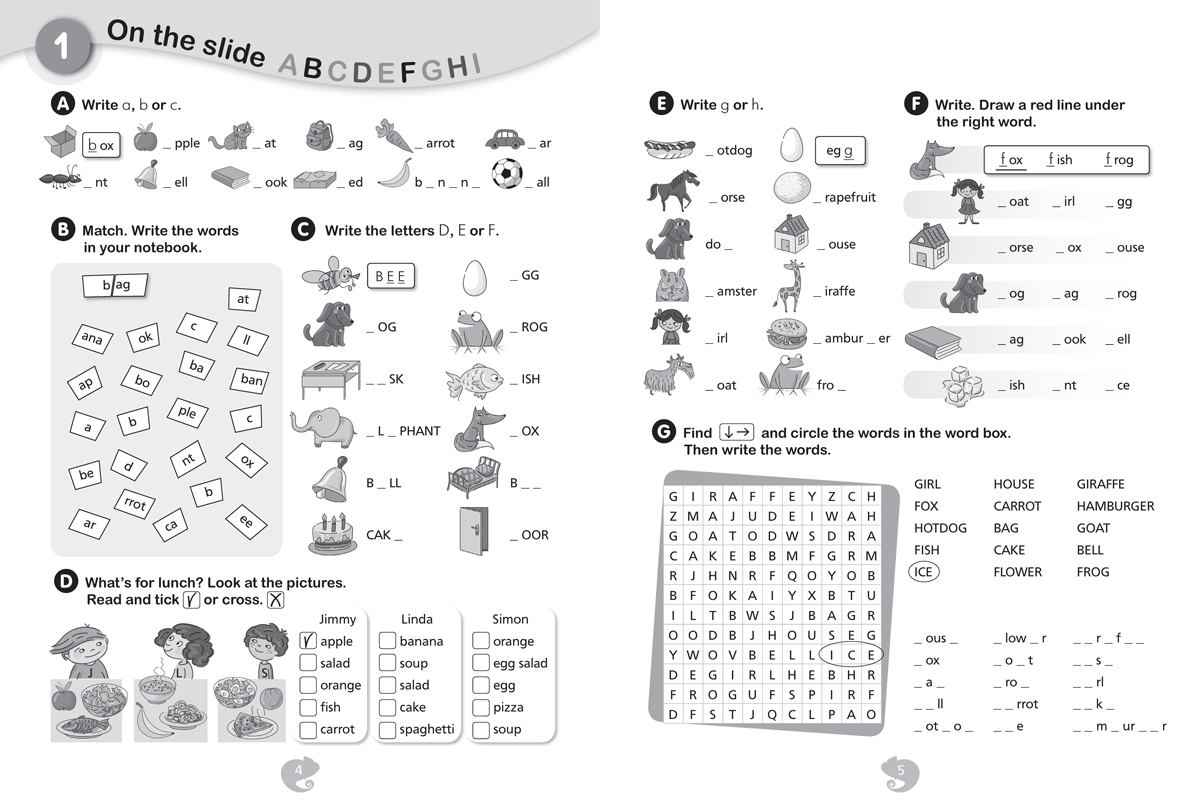 1
On the slide ABCDEFGHI
A Write a, b or c.
b ox
_ pple
_ at
_ ag
_ arrot
_ ar
_ nt
_ ell
_ ook
_ ed
b _ n _ n _
_ all
B Match. Write the words
in your notebook.
b ag
at
ana
ok
c
ll
ap
bo
ba
ban
a
b
ple
c
be
d
nt
ox
rrot
b
ar
ca
ee
C Write the letters D, E or F.
B E E
_ GG
_ OG
_ ROG
_ _ SK
_ ISH
_ L _ PHANT
_ OX
B _ LL
B _ _
CAK _
_ OOR
D What's for lunch? Look at the pictures.
Read and tick ✓ or cross. X
J
L
S
Jimmy
✓ apple
salad
orange
fish
carrot
Linda
banana
soup
salad
cake
spaghetti
Simon
orange
egg salad
egg
pizza
soup
4
E Write g or h.
_ otdog
eg g
_ orse
_ rapefruit
do _
_ ouse
_ amster
_ iraffe
_ irl
_ ambur _ er
_ oat
fro _
F Write. Draw a red line under
the right word.
f ox f ish f rog
_ oat _ irl _ gg
_ orse _ ox _ ouse
_ og _ ag _ rog
_ ag _ ook _ ell
_ ish _ nt _ ce
G Find ↓→ and circle the words in the word box.
Then write the words.
G I R A F F E Y Z C H
Z M A J U D E I W A H
G O A T O D W S D R A
C A K E B B M F G R M
R J H N R F Q O Y O B
B F O K A I Y X B T U
I L T B W S J B A G R
O O D B J H O U S E G
Y W O V B E L L I C E
D E G I R L H E B H R
F R O G U F S P I R F
D F S T J Q C L P A O
GIRL HOUSE GIRAFFE
FOX CARROT HAMBURGER
HOTDOG BAG GOAT
FISH CAKE BELL
ICE FLOWER FROG
_ ous _ _ low _ r _ _ r _ f _ _
_ ox _ o _ t _ _ s _
_ a _ _ ro _ _ _ rl
_ _ ll _ _ rrot _ _ k _
_ ot _ o _ _ _ e _ _ m _ ur _ _ r
5